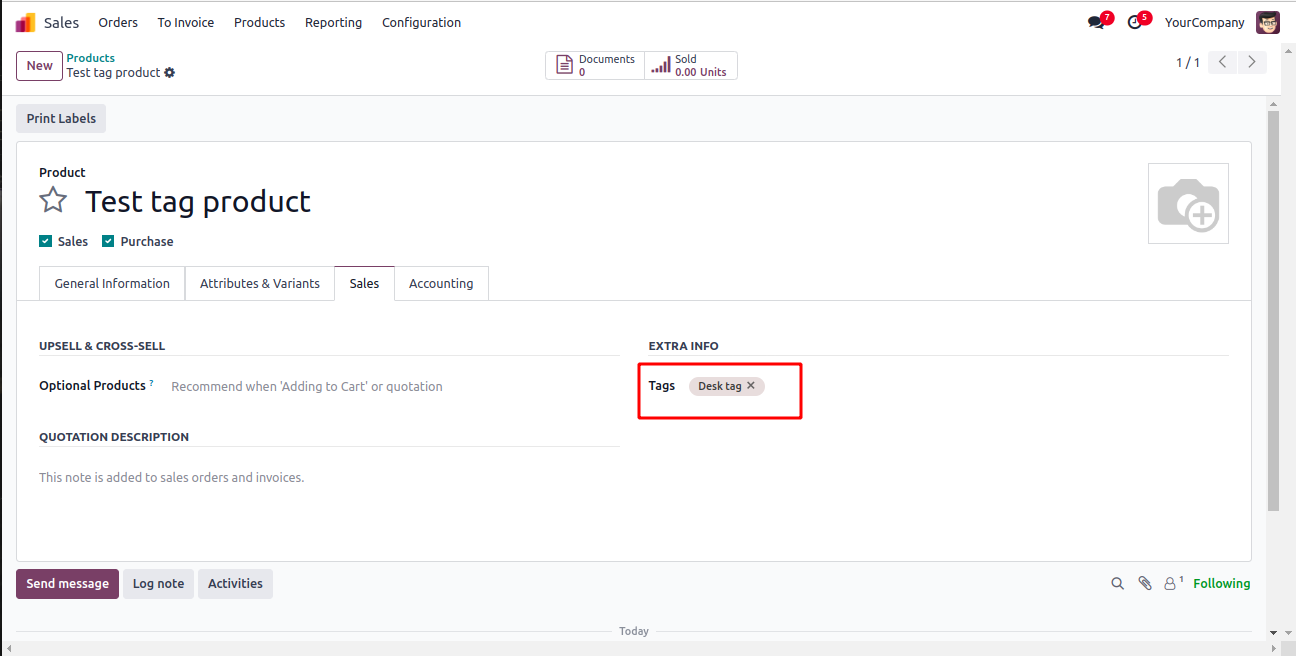 Sales Orders To Invoice Products Reporting Configuration 7 5 YourCompany
New Products Documents Sold
Test tag product 0 0.00 Units 1 / 1
Print Labels
Product
Test tag product
Sales Purchase
General Information Attributes & Variants Sales Accounting
UPSELL & CROSS-SELL EXTRA INFO
Optional Products ? Recommend when 'Adding to Cart' or quotation Tags Desk tag ✕
QUOTATION DESCRIPTION
This note is added to sales orders and invoices.
Send message Log note Activities 1 Following
Today